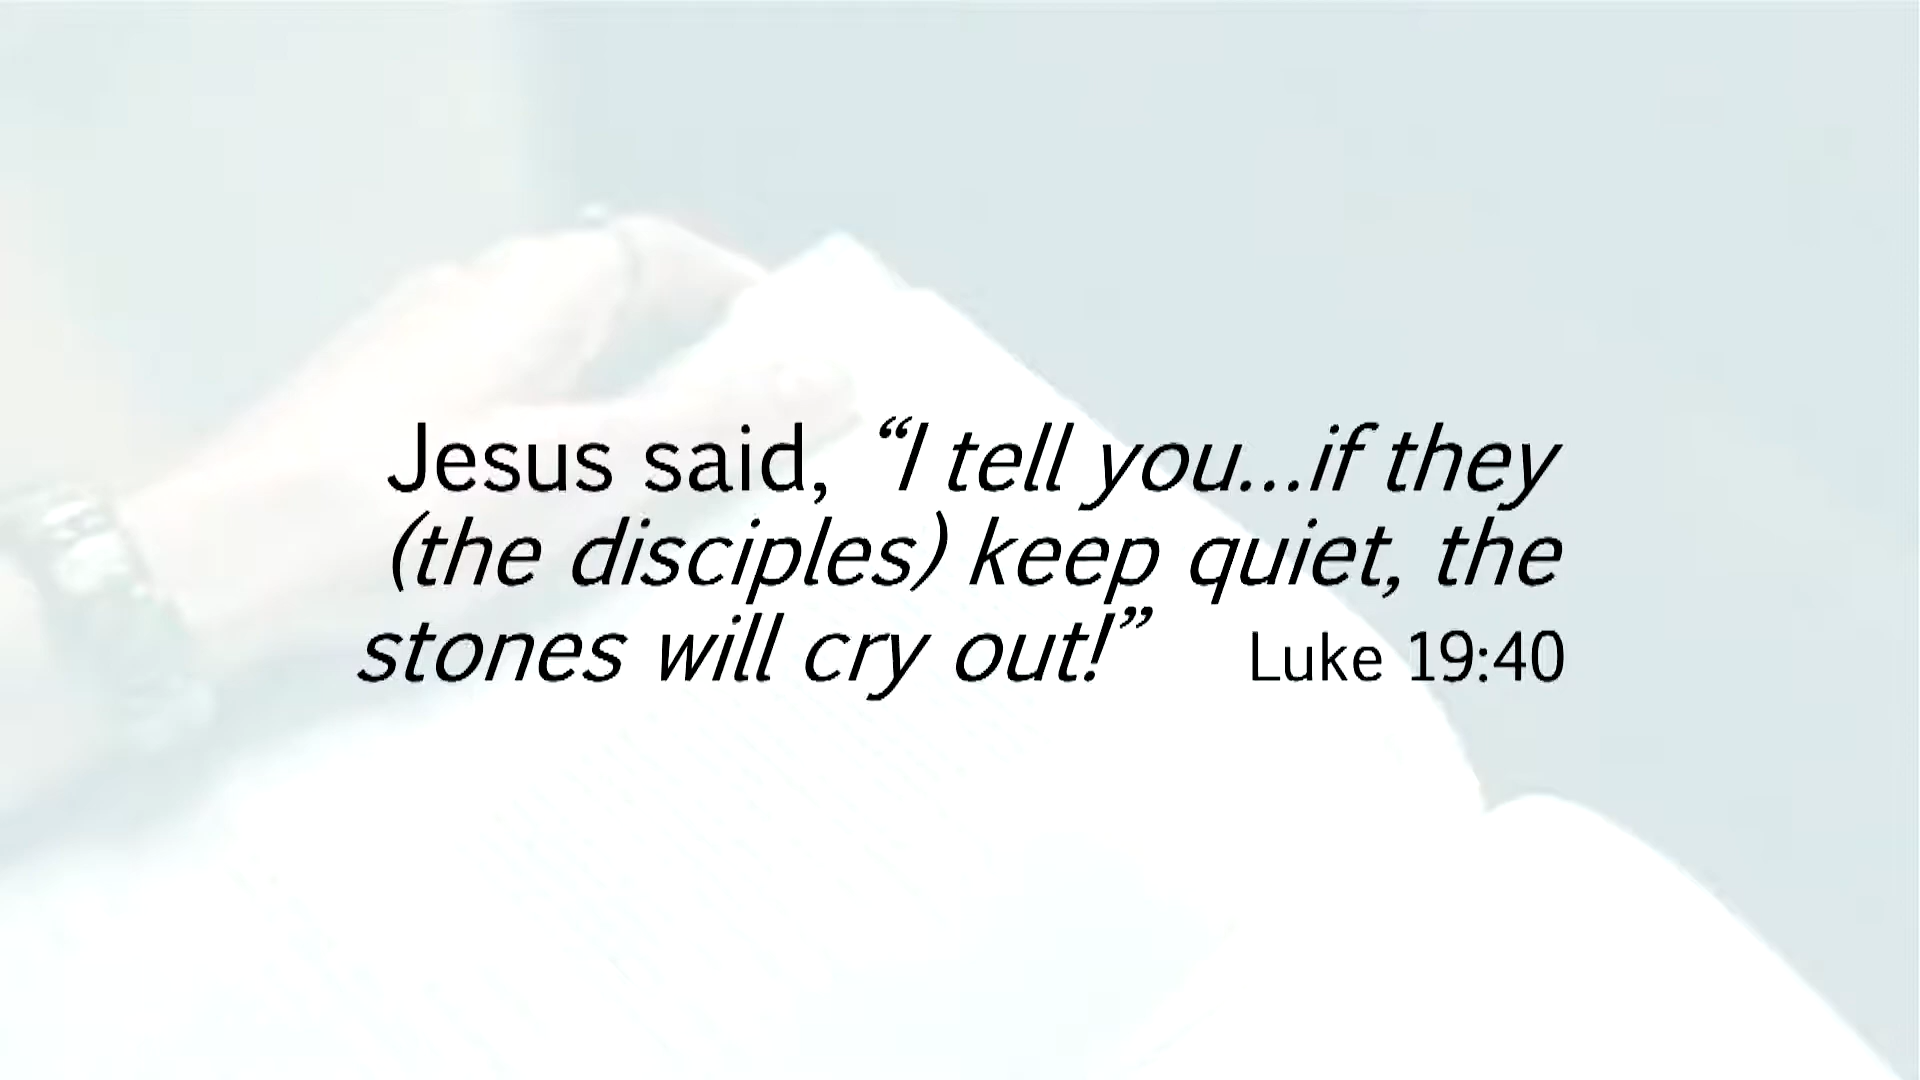 Jesus said, “I tell you...if they
(the disciples) keep quiet, the
stones will cry out!” Luke 19:40